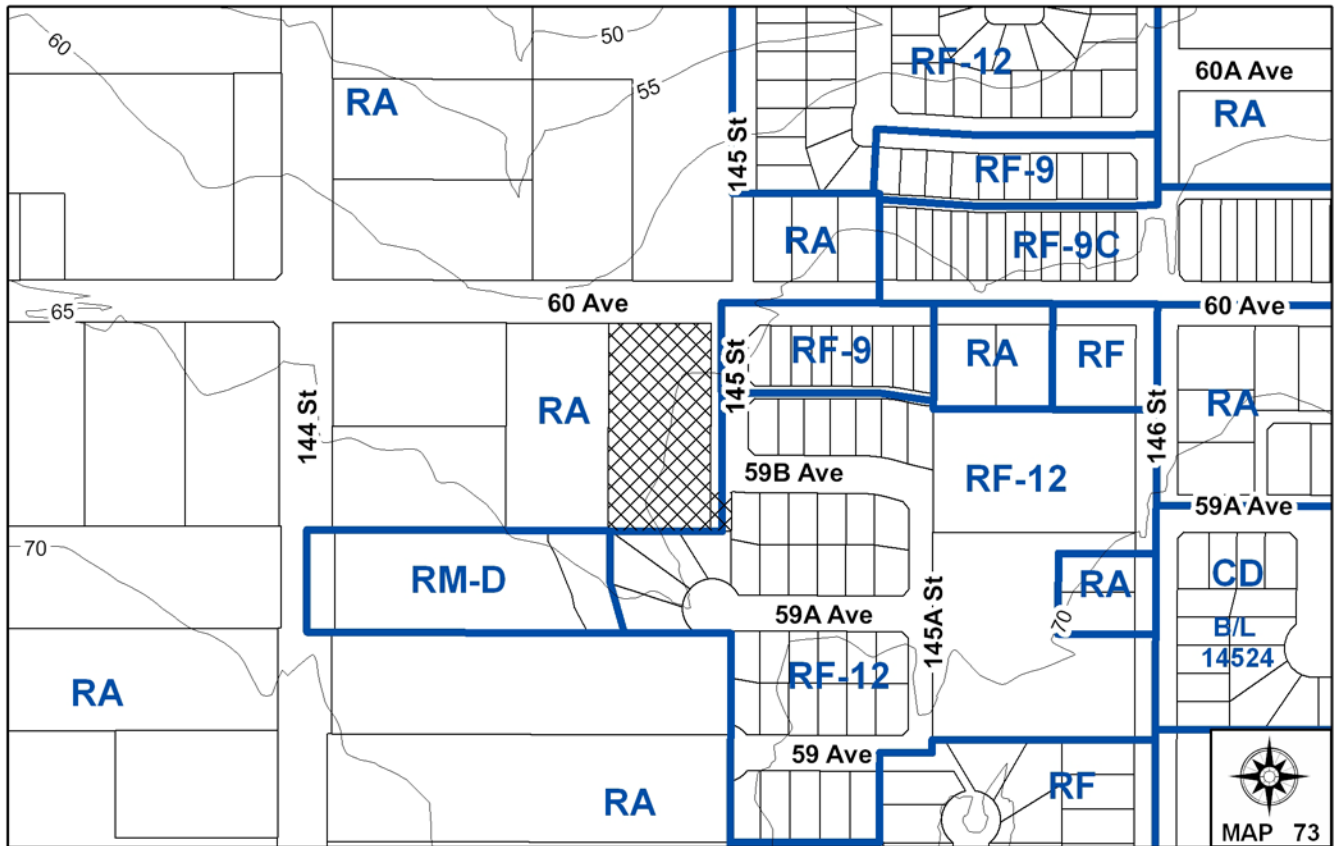 60
50
RF-12
60A Ave
55
RA
RA
145 St
RF-9
RA
RF-9C
65
60 Ave
60 Ave
RF-9
RA
RF
145 St
RA
RA
144 St
146 St
59B Ave
RF-12
59A Ave
70
RM-D
CD
RA
59A Ave
145A St
70
B/L
14524
RF-12
RA
59 Ave
RF
RA
MAP 73